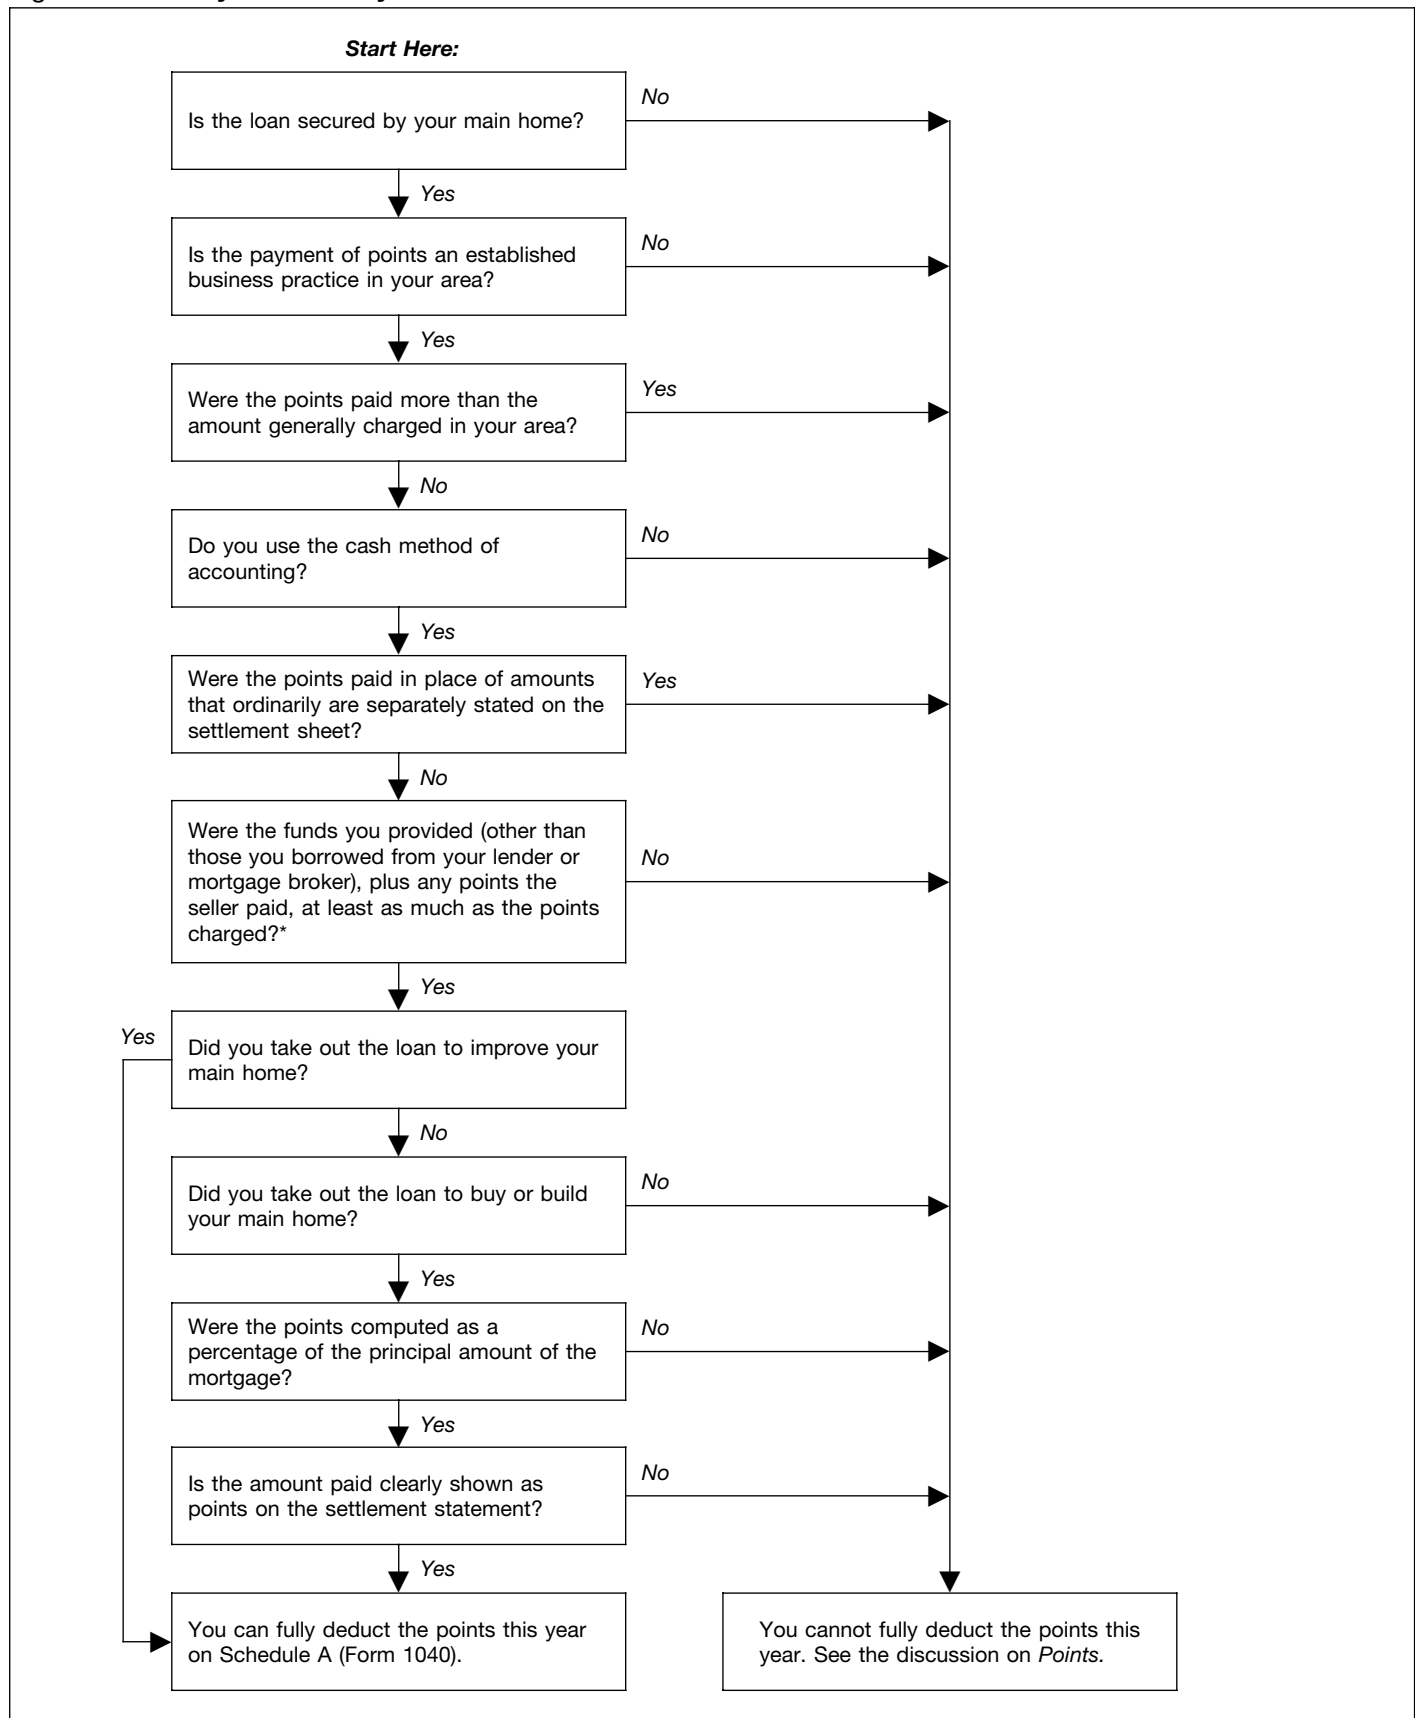 Start Here:
Is the loan secured by your main home?
No
Yes
Is the payment of points an established
business practice in your area?
No
Yes
Were the points paid more than the
amount generally charged in your area?
Yes
No
Do you use the cash method of
accounting?
No
Yes
Were the points paid in place of amounts
that ordinarily are separately stated on the
settlement sheet?
Yes
No
Were the funds you provided (other than
those you borrowed from your lender or
mortgage broker), plus any points the
seller paid, at least as much as the points
charged?*
No
Yes
Yes
Did you take out the loan to improve your
main home?
No
Did you take out the loan to buy or build
your main home?
No
Yes
Were the points computed as a
percentage of the principal amount of the
mortgage?
No
Yes
Is the amount paid clearly shown as
points on the settlement statement?
No
Yes
You can fully deduct the points this year
on Schedule A (Form 1040).
You cannot fully deduct the points this
year. See the discussion on Points.